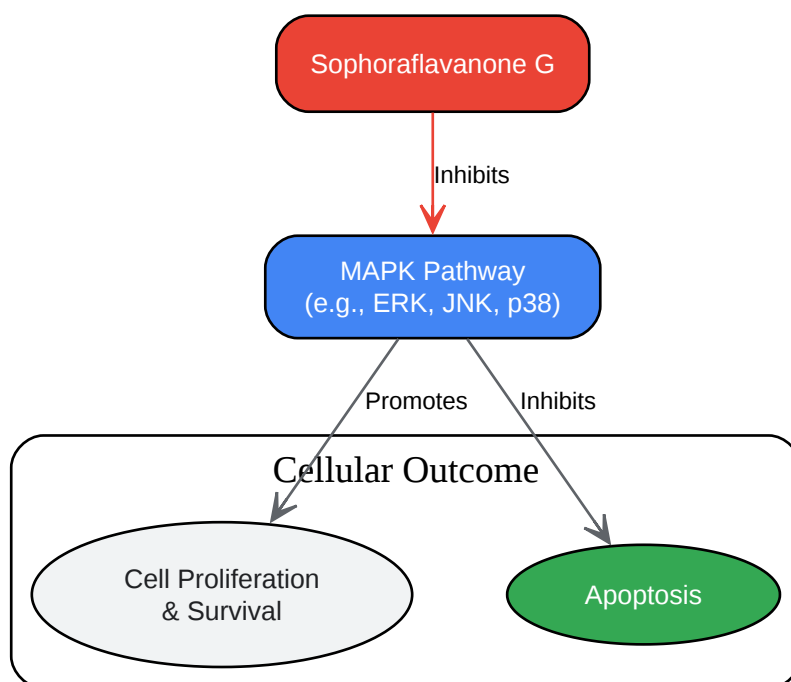 Sophoraflavanone G
Inhibits
MAPK Pathway
(e.g., ERK, JNK, p38)
Promotes
Inhibits
Cellular Outcome
Cell Proliferation
& Survival
Apoptosis